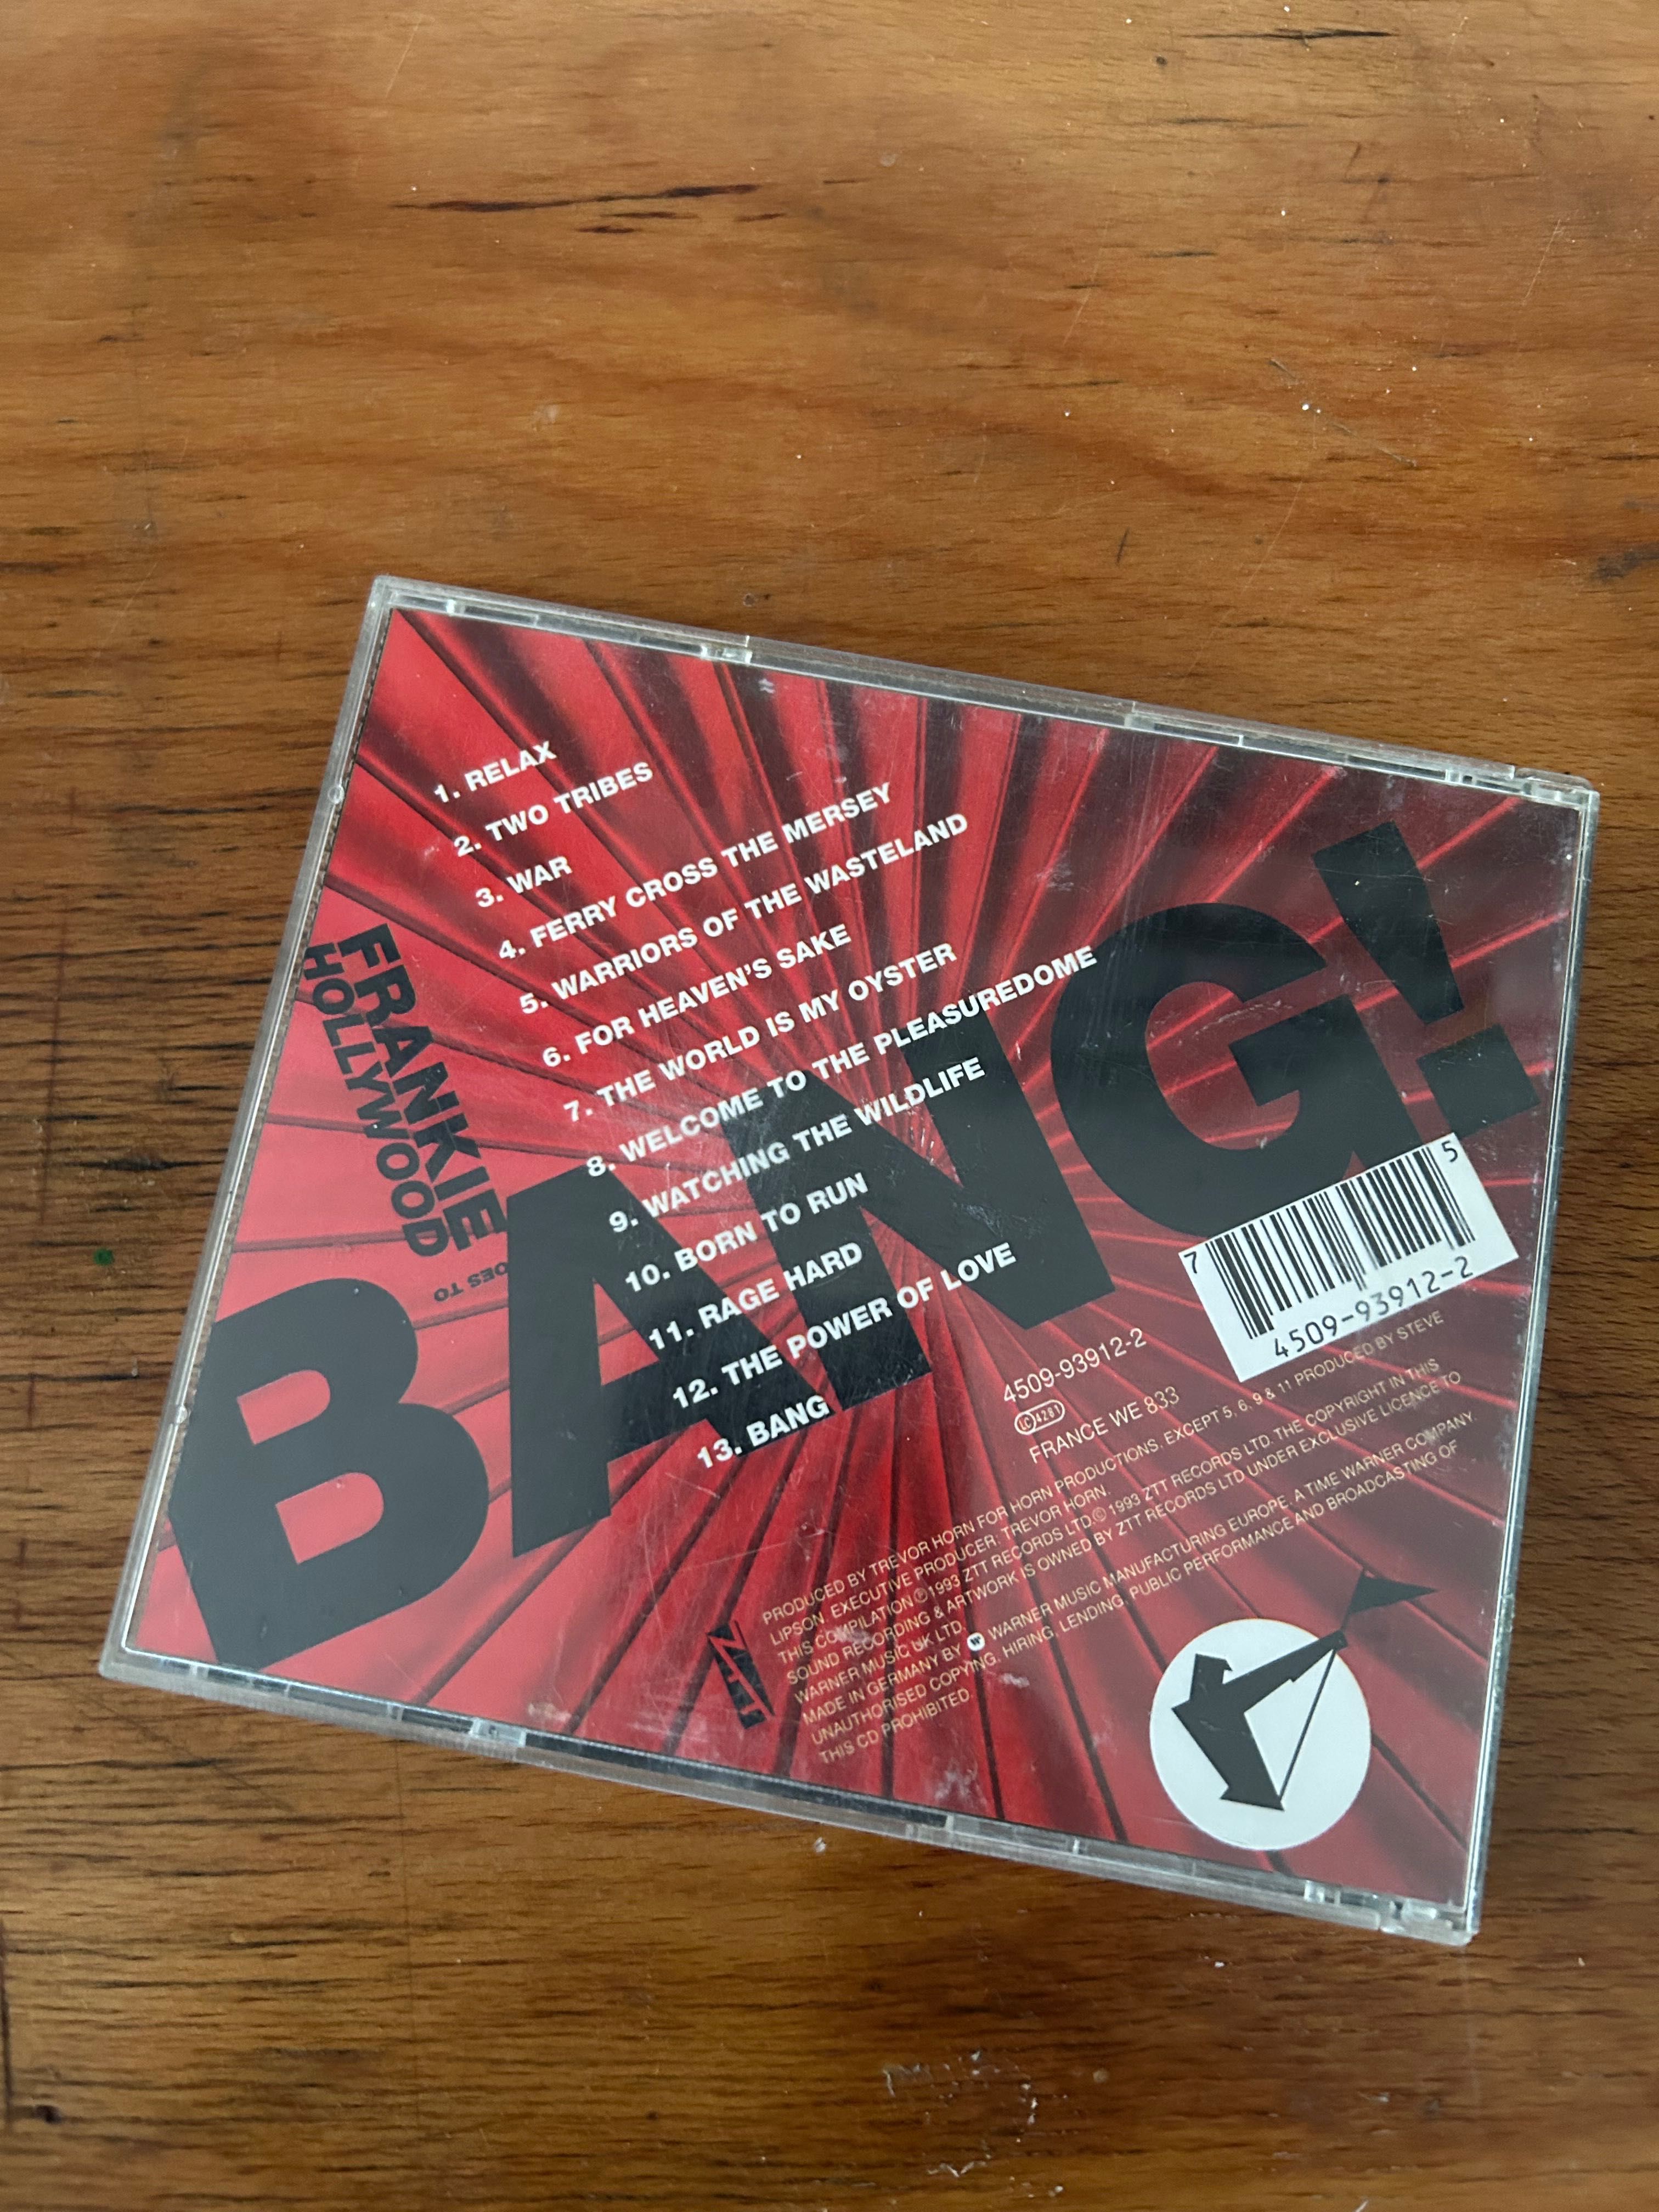 1. RELAX
2. TWO TRIBES
3. WAR
4. FERRY CROSS THE MERSEY
5. WARRIORS OF THE WASTELAND
6. FOR HEAVEN'S SAKE
7. THE WORLD IS MY OYSTER
8. WELCOME TO THE PLEASUREDOME
9. WATCHING THE WILDLIFE
10. BORN TO RUN
11. RAGE HARD
12. THE POWER OF LOVE
13. BANG
FRANKIE
HOLLYWOOD
OES TO
BANG!
7 5
4509-93912-2
4509-93912-2
LC 4281
FRANCE WE 833
PRODUCED BY TREVOR HORN FOR HORN PRODUCTIONS. EXCEPT 5, 6, 9 & 11 PRODUCED BY STEVE
LIPSON. EXECUTIVE PRODUCER: TREVOR HORN.
THIS COMPILATION ℗ 1993 ZTT RECORDS LTD. © 1993 ZTT RECORDS LTD. THE COPYRIGHT IN THIS
SOUND RECORDING & ARTWORK IS OWNED BY ZTT RECORDS LTD UNDER EXCLUSIVE LICENCE TO
WARNER MUSIC UK LTD.
MADE IN GERMANY BY WARNER MUSIC MANUFACTURING EUROPE. A TIME WARNER COMPANY.
UNAUTHORISED COPYING, HIRING, LENDING, PUBLIC PERFORMANCE AND BROADCASTING OF
THIS CD PROHIBITED.
ZTT